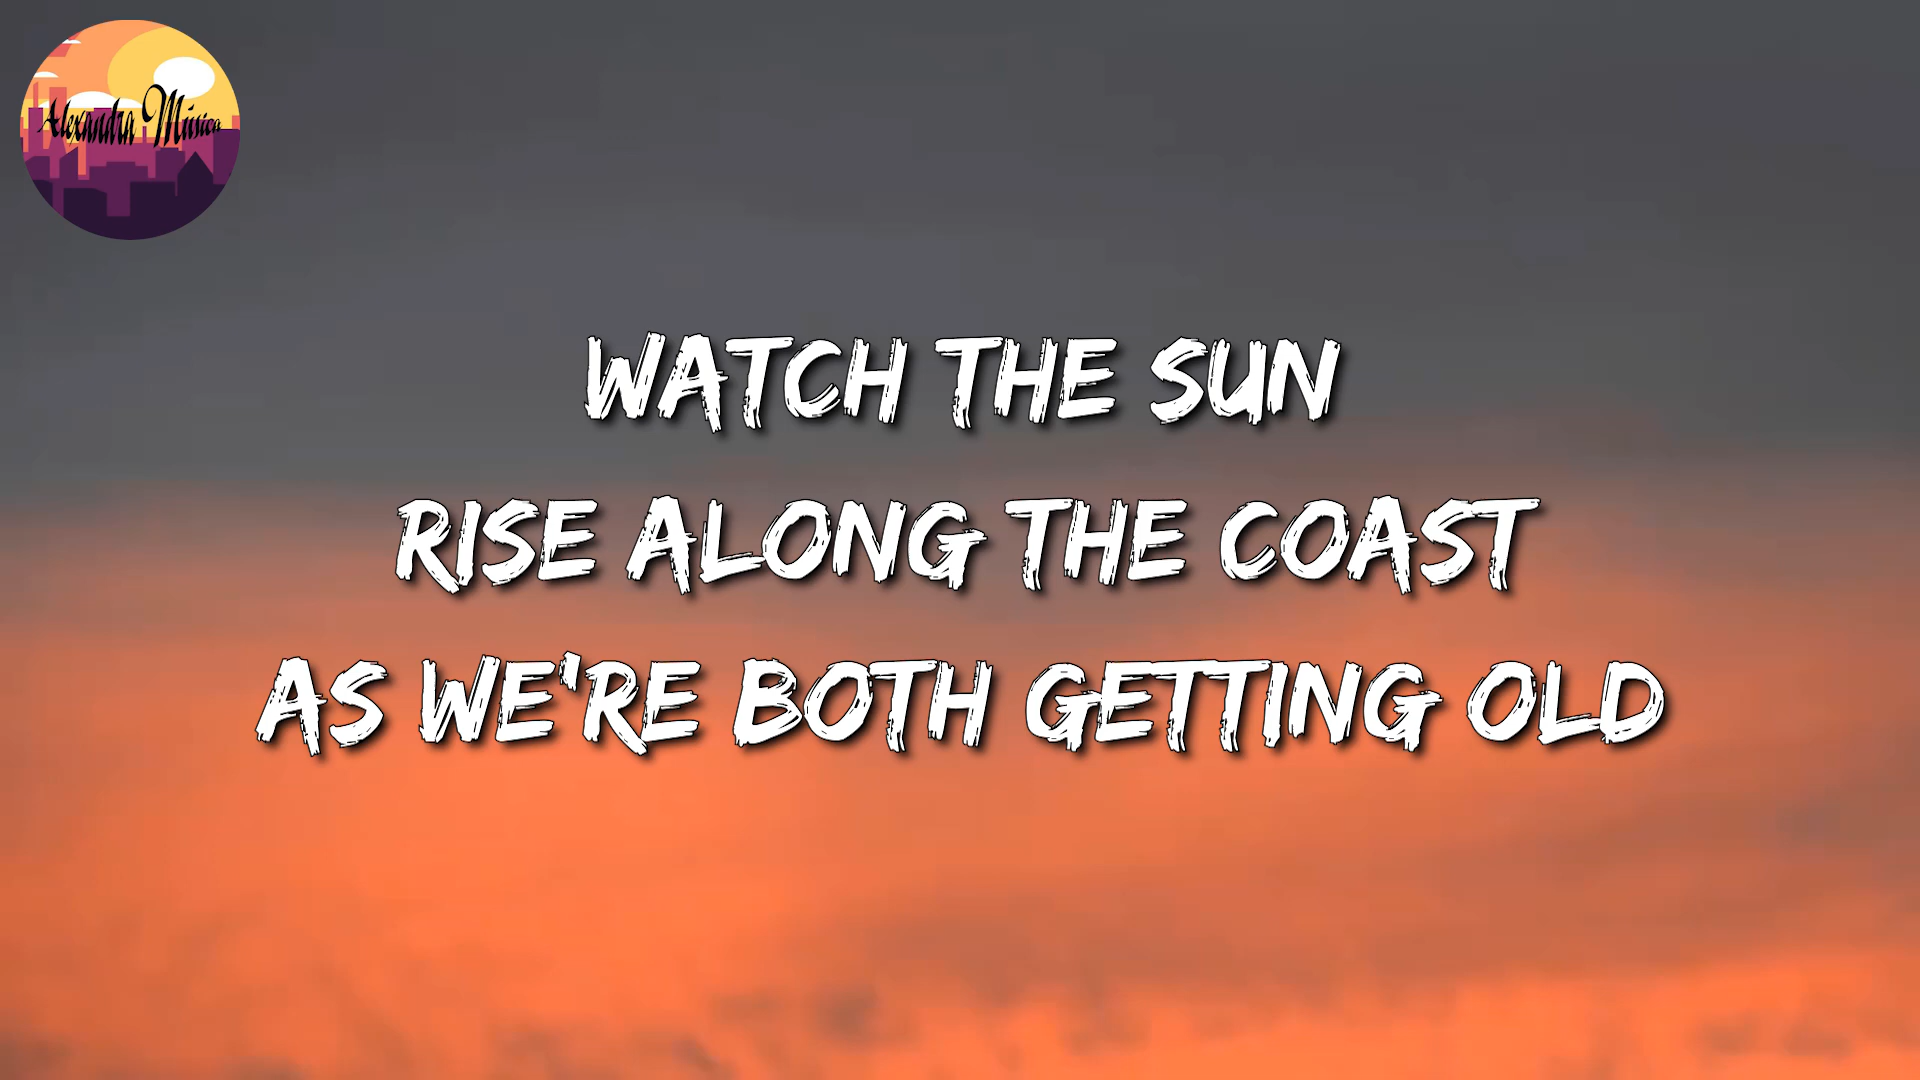 Alexandra Música
WATCH THE SUN
RISE ALONG THE COAST
AS WE'RE BOTH GETTING OLD